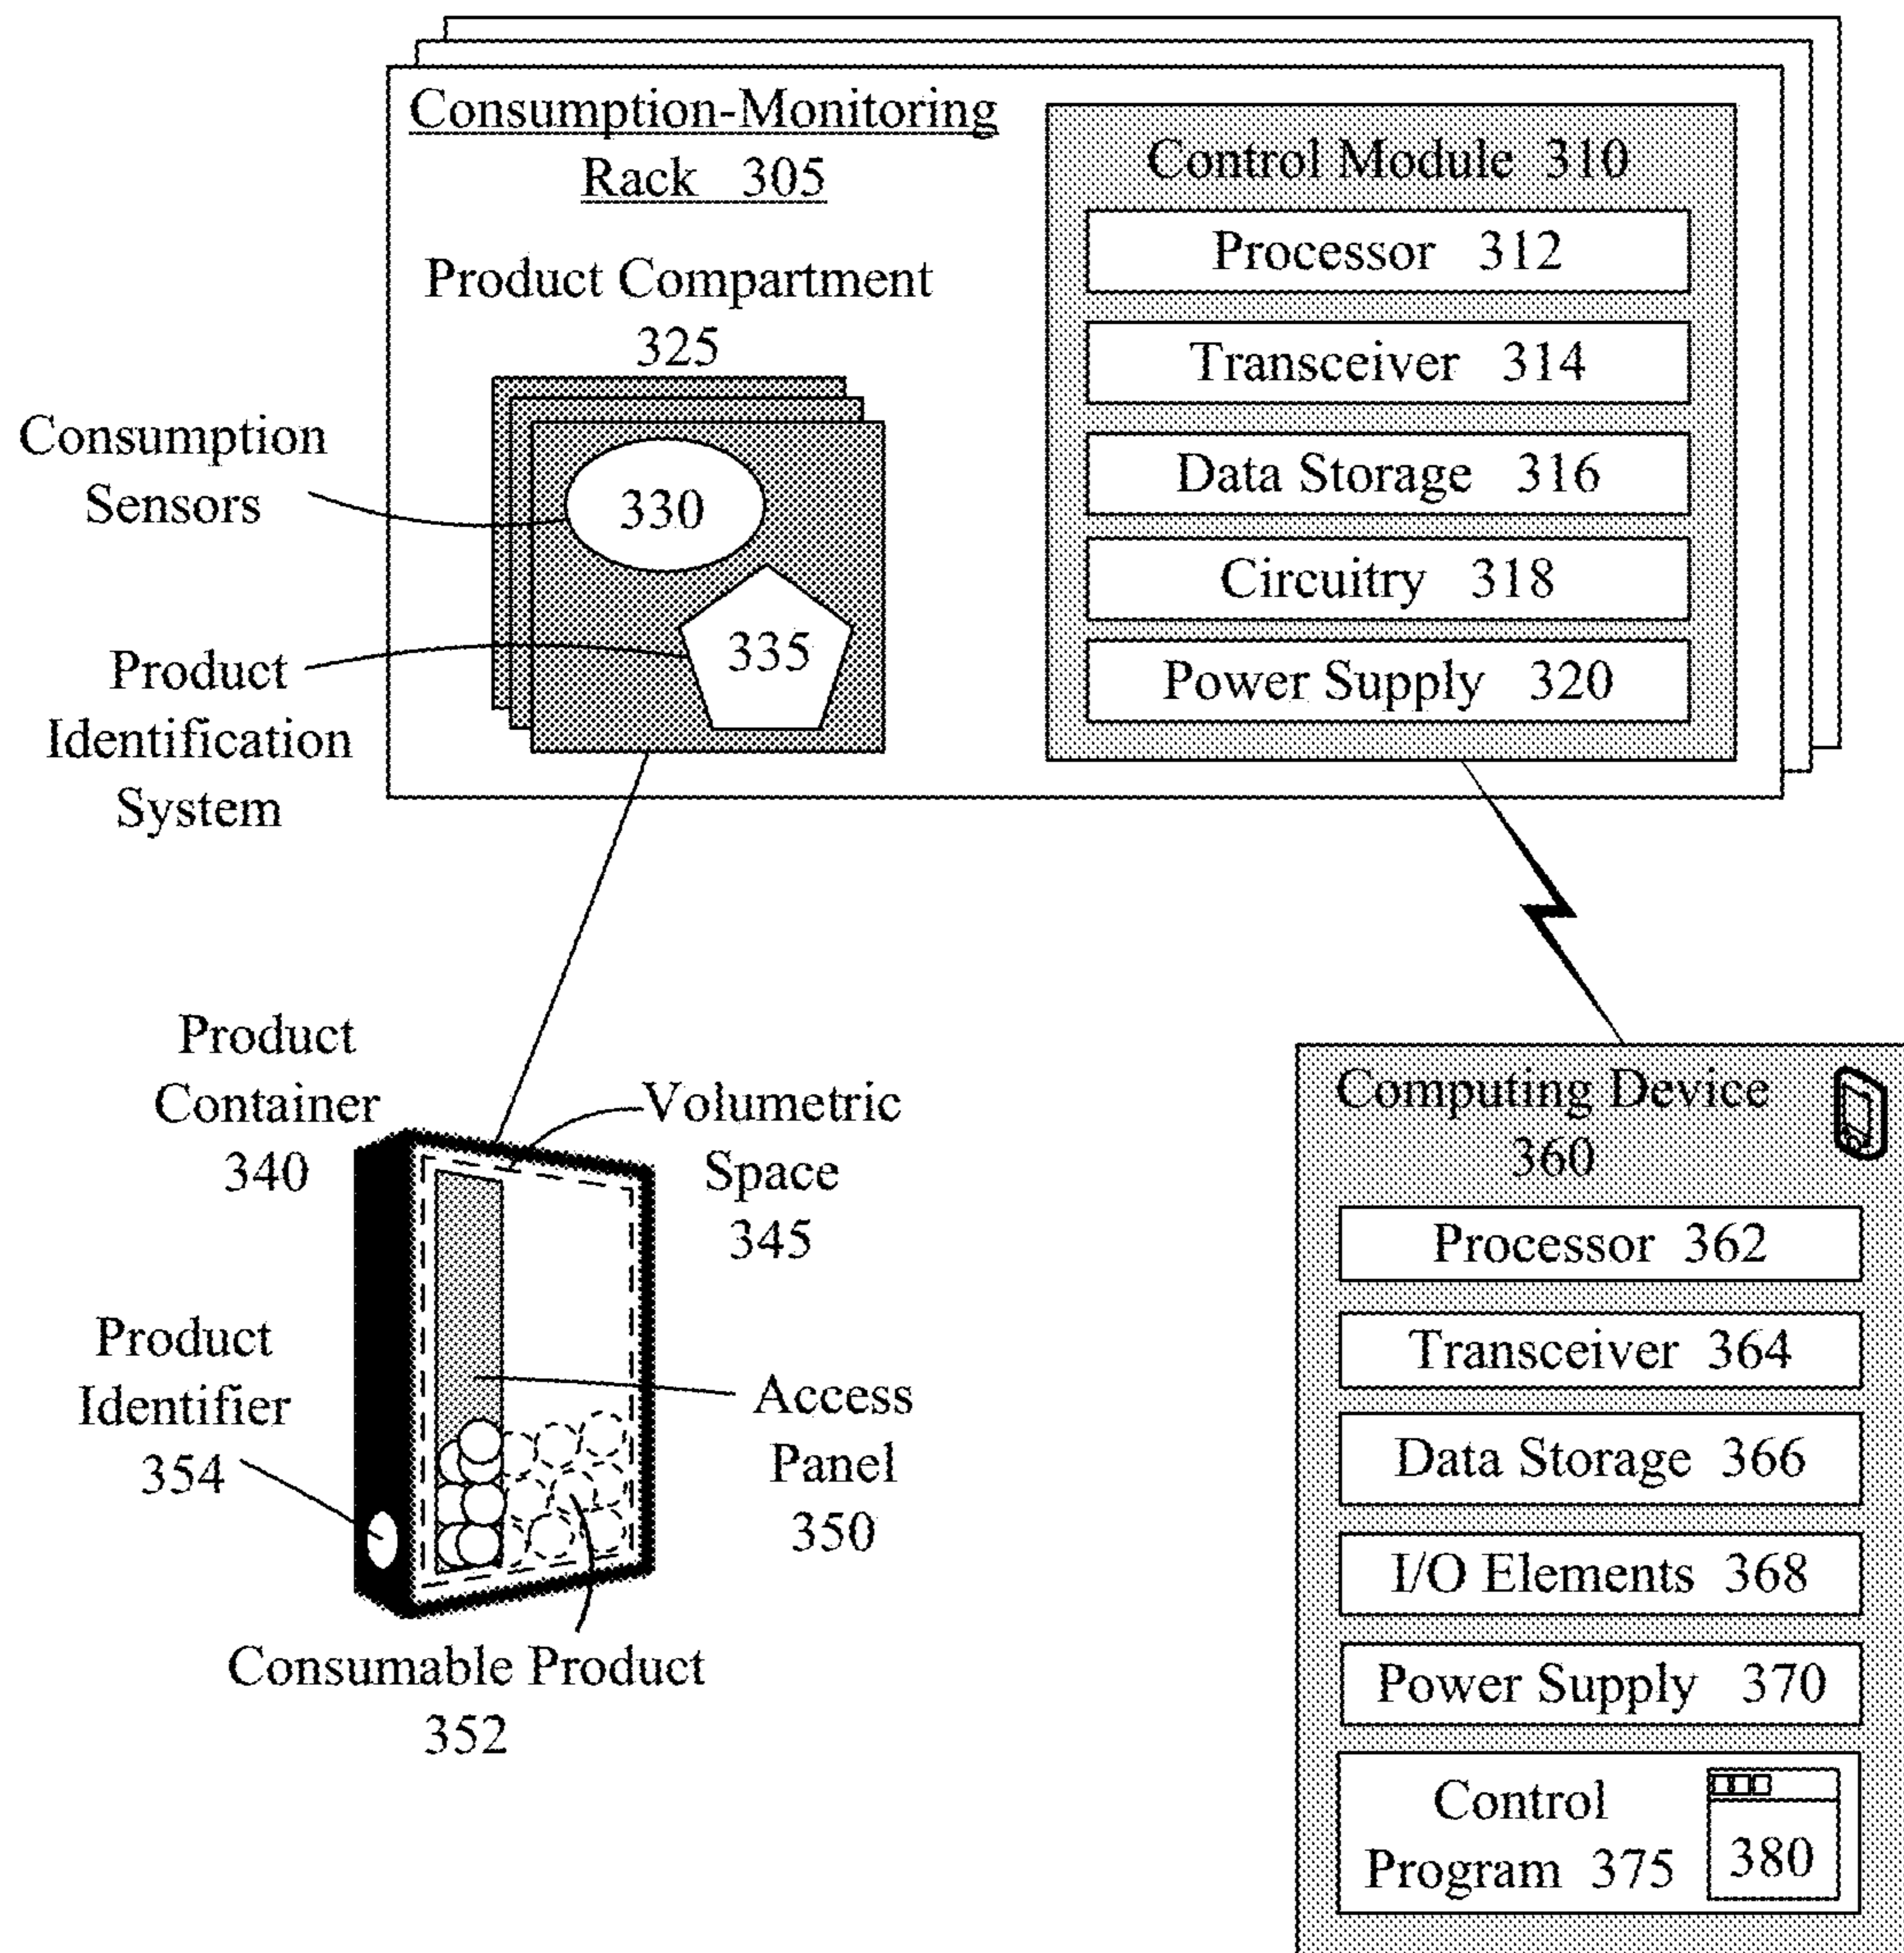 Consumption-Monitoring
Rack 305
Product Compartment
325
Consumption
Sensors
330
Product
Identification
System
335
Control Module 310
Processor 312
Transceiver 314
Data Storage 316
Circuitry 318
Power Supply 320
Product
Container
340
Volumetric
Space
345
Product
Identifier
354
Access
Panel
350
Consumable Product
352
Computing Device
360
Processor 362
Transceiver 364
Data Storage 366
I/O Elements 368
Power Supply 370
Control
Program 375
380